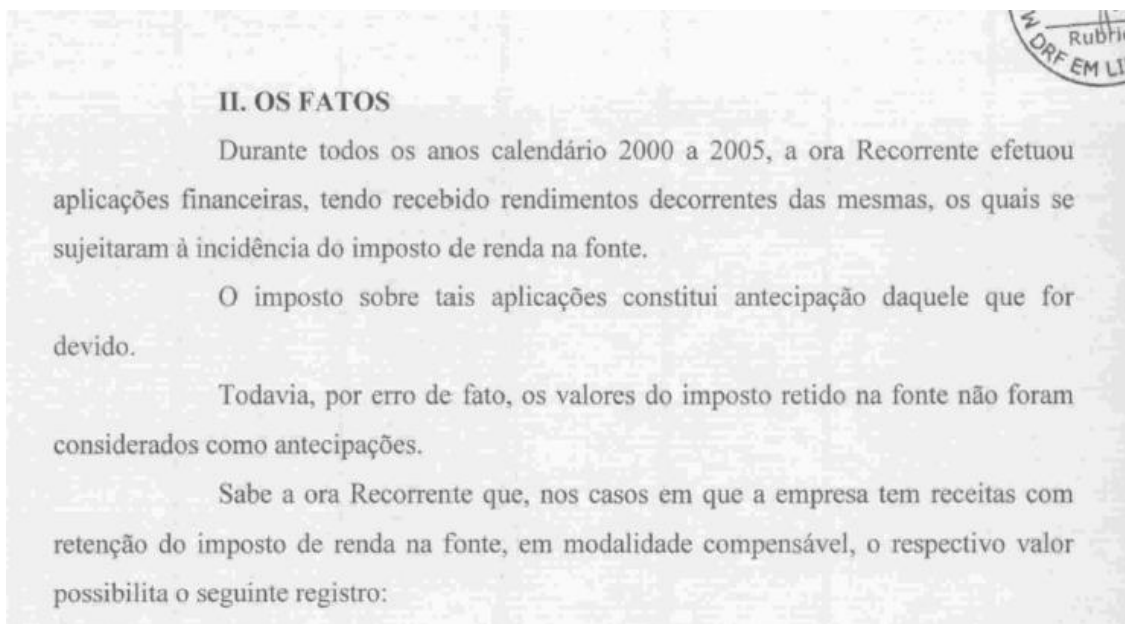 Rubri
M DRF EM LI
II. OS FATOS
Durante todos os anos calendário 2000 a 2005, a ora Recorrente efetuou
aplicações financeiras, tendo recebido rendimentos decorrentes das mesmas, os quais se
sujeitaram à incidência do imposto de renda na fonte.
O imposto sobre tais aplicações constitui antecipação daquele que for
devido.
Todavia, por erro de fato, os valores do imposto retido na fonte não foram
considerados como antecipações.
Sabe a ora Recorrente que, nos casos em que a empresa tem receitas com
retenção do imposto de renda na fonte, em modalidade compensável, o respectivo valor
possibilita o seguinte registro: